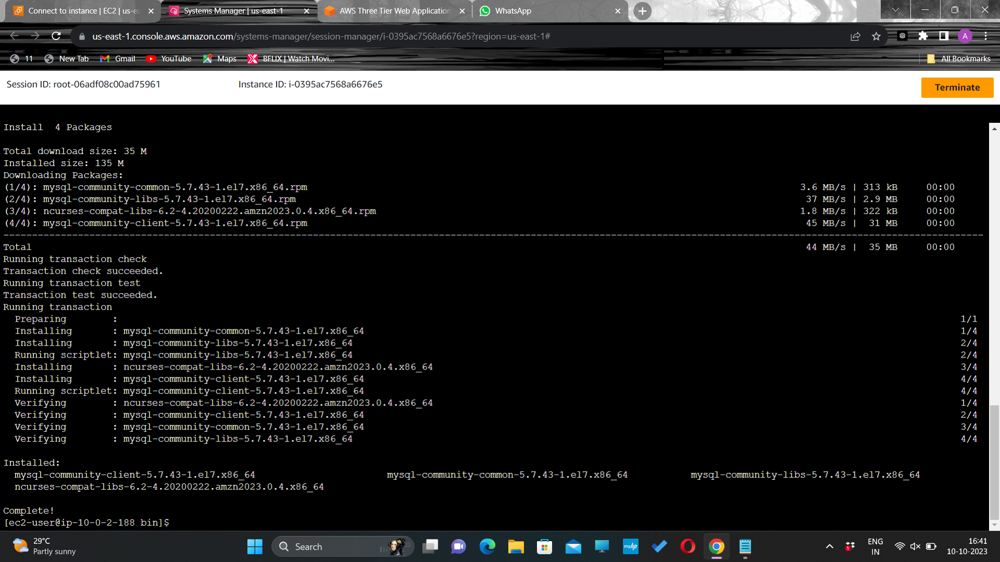 Connect to instance | EC2 | us-ea
Systems Manager | us-east-1
AWS Three Tier Web Application
WhatsApp
us-east-1.console.aws.amazon.com/systems-manager/session-manager/i-0395ac7568a6676e5?region=us-east-1#
A
11
New Tab
Gmail
YouTube
Maps
BFLIX | Watch Movi...
All Bookmarks
Session ID: root-06adf08c00ad75961
Instance ID: i-0395ac7568a6676e5
Terminate
Install  4 Packages
Total download size: 35 M
Installed size: 135 M
Downloading Packages:
(1/4): mysql-community-common-5.7.43-1.el7.x86_64.rpm 3.6 MB/s | 313 kB 00:00
(2/4): mysql-community-libs-5.7.43-1.el7.x86_64.rpm 37 MB/s | 2.9 MB 00:00
(3/4): ncurses-compat-libs-6.2-4.20200222.amzn2023.0.4.x86_64.rpm 1.8 MB/s | 322 kB 00:00
(4/4): mysql-community-client-5.7.43-1.el7.x86_64.rpm 45 MB/s | 31 MB 00:00
--------------------------------------------------------------------------------
Total 44 MB/s | 35 MB 00:00
Running transaction check
Transaction check succeeded.
Running transaction test
Transaction test succeeded.
Running transaction
Preparing : 1/1
Installing : mysql-community-common-5.7.43-1.el7.x86_64 1/4
Installing : mysql-community-libs-5.7.43-1.el7.x86_64 2/4
Running scriptlet: mysql-community-libs-5.7.43-1.el7.x86_64 2/4
Installing : ncurses-compat-libs-6.2-4.20200222.amzn2023.0.4.x86_64 3/4
Installing : mysql-community-client-5.7.43-1.el7.x86_64 4/4
Running scriptlet: mysql-community-client-5.7.43-1.el7.x86_64 4/4
Verifying : ncurses-compat-libs-6.2-4.20200222.amzn2023.0.4.x86_64 1/4
Verifying : mysql-community-client-5.7.43-1.el7.x86_64 2/4
Verifying : mysql-community-common-5.7.43-1.el7.x86_64 3/4
Verifying : mysql-community-libs-5.7.43-1.el7.x86_64 4/4
Installed:
mysql-community-client-5.7.43-1.el7.x86_64 mysql-community-common-5.7.43-1.el7.x86_64 mysql-community-libs-5.7.43-1.el7.x86_64
ncurses-compat-libs-6.2-4.20200222.amzn2023.0.4.x86_64
Complete!
[ec2-user@ip-10-0-2-188 bin]$
29°C
Partly sunny
Search
myhp
1
ENG
IN
16:41
10-10-2023